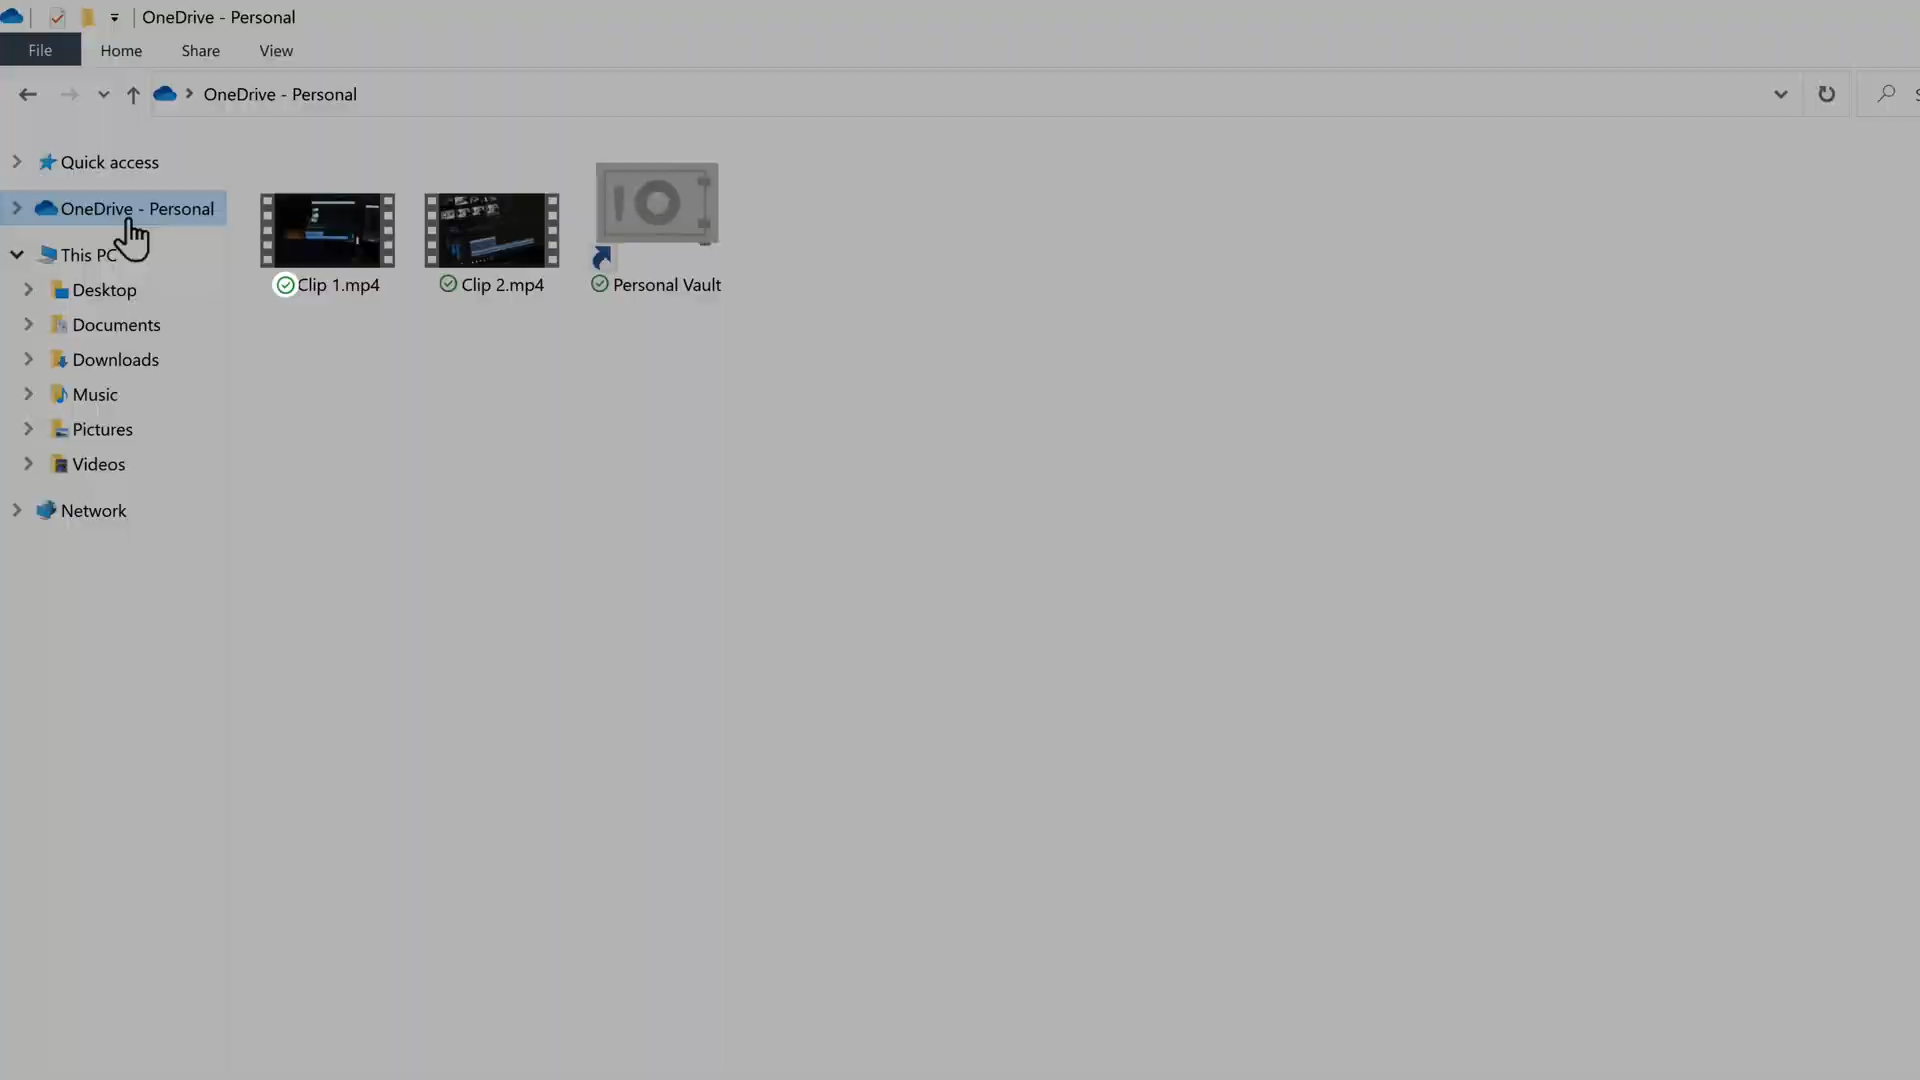 OneDrive - Personal
File Home Share View
OneDrive - Personal
Quick access
OneDrive - Personal
This PC
Desktop
Documents
Downloads
Music
Pictures
Videos
Network
Clip 1.mp4 Clip 2.mp4 Personal Vault